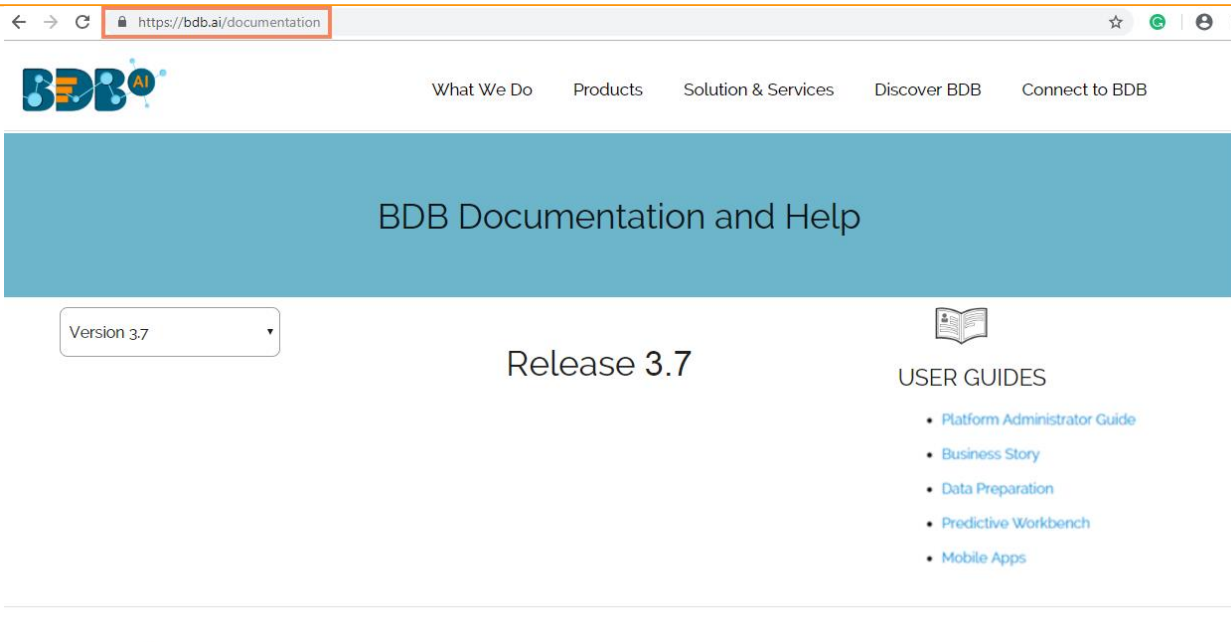 https://bdb.ai/documentation
BDB AI
What We Do Products Solution & Services Discover BDB Connect to BDB
BDB Documentation and Help
Version 3.7
Release 3.7
USER GUIDES
Platform Administrator Guide
Business Story
Data Preparation
Predictive Workbench
Mobile Apps